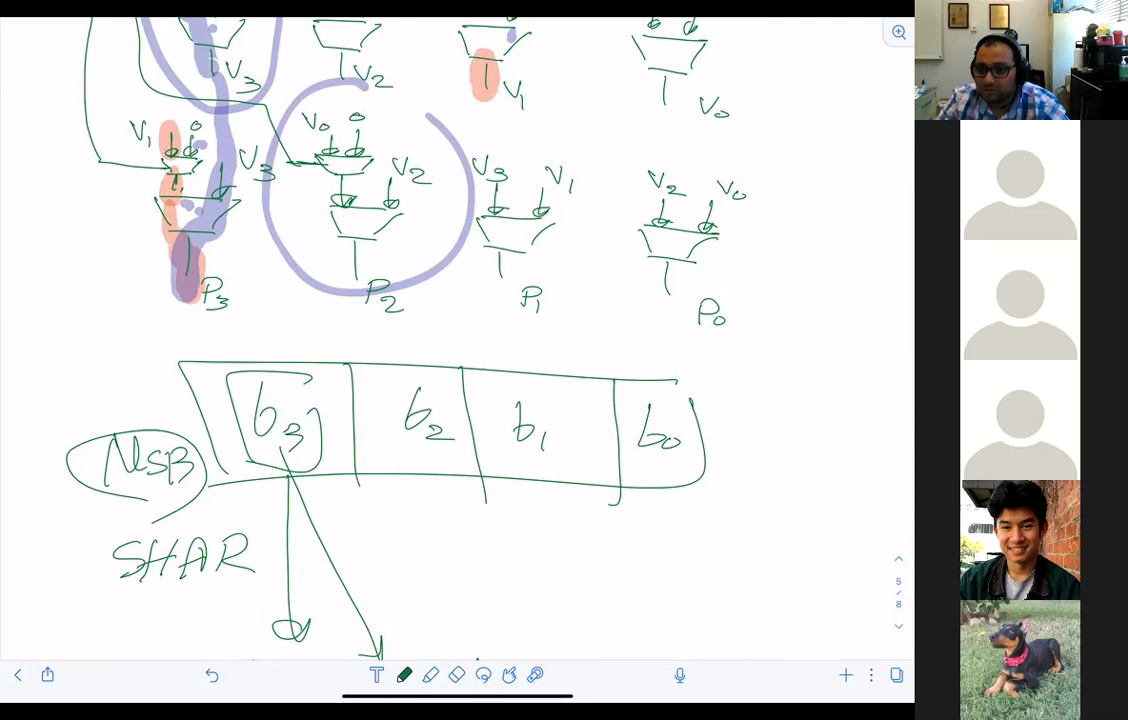 V3 V2 V1 V0
V1 0 V3 V0 0 V2 V3 V1 V2 V0
P3 P2 P1 P0
b3 b2 b1 b0
MSB
SHAR
5
/
8
T